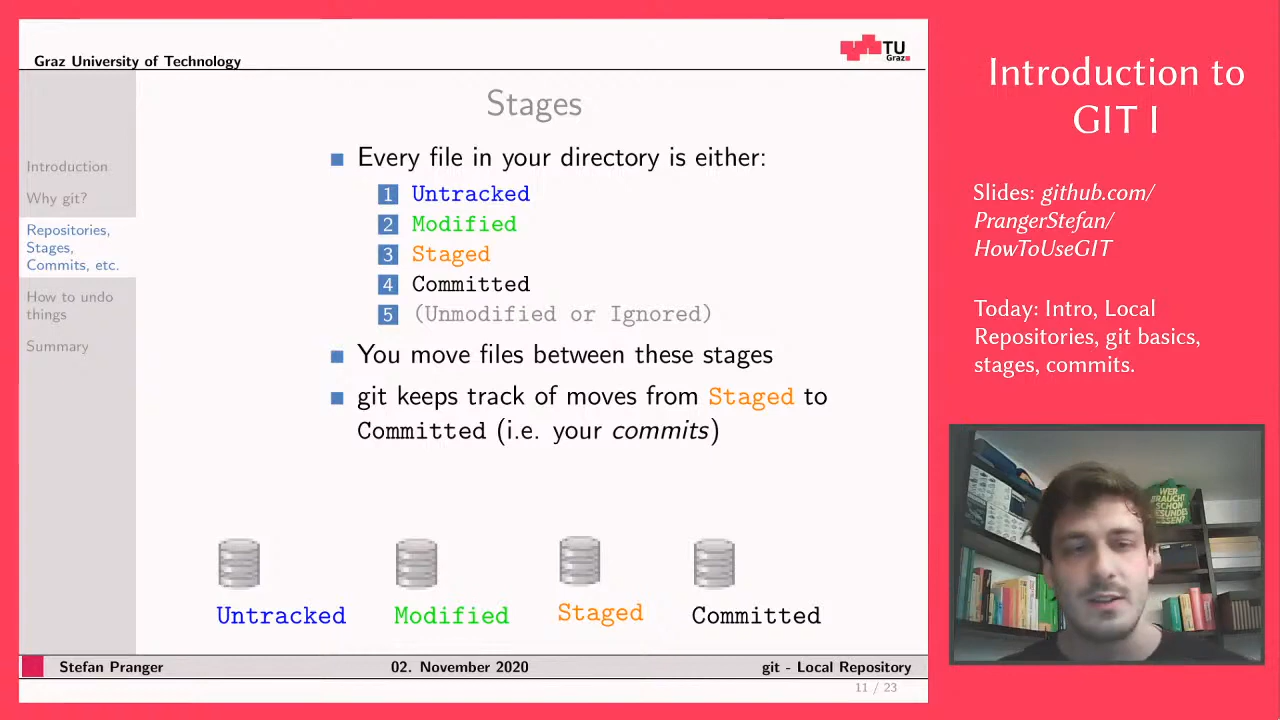 Graz University of Technology
TU
Graz
Stages
Introduction
Why git?
Repositories,
Stages,
Commits, etc.
How to undo
things
Summary
Every file in your directory is either:
1 Untracked
2 Modified
3 Staged
4 Committed
5 (Unmodified or Ignored)
You move files between these stages
git keeps track of moves from Staged to
Committed (i.e. your commits)
Untracked Modified Staged Committed
Stefan Pranger 02. November 2020 git - Local Repository
11 / 23
Introduction to
GIT I
Slides: github.com/
PrangerStefan/
HowToUseGIT
Today: Intro, Local
Repositories, git basics,
stages, commits.
WER
BRAUCHT
SCHON